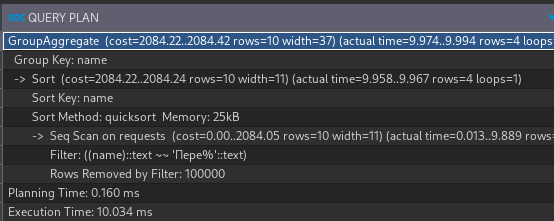 ABC QUERY PLAN
GroupAggregate (cost=2084.22..2084.42 rows=10 width=37) (actual time=9.974..9.994 rows=4 loops
Group Key: name
-> Sort (cost=2084.22..2084.24 rows=10 width=11) (actual time=9.958..9.967 rows=4 loops=1)
Sort Key: name
Sort Method: quicksort Memory: 25kB
-> Seq Scan on requests (cost=0.00..2084.05 rows=10 width=11) (actual time=0.013..9.889 rows=
Filter: ((name)::text ~~ 'Пере%'::text)
Rows Removed by Filter: 100000
Planning Time: 0.160 ms
Execution Time: 10.034 ms